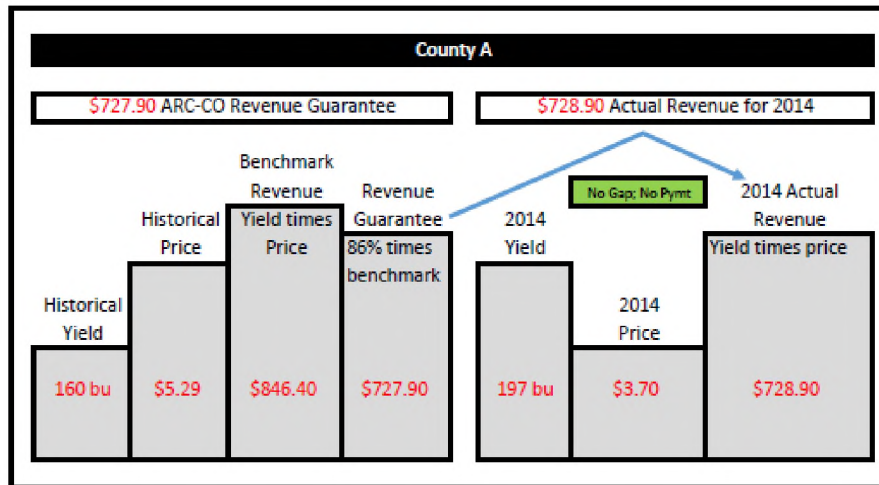 County A
$727.90 ARC-CO Revenue Guarantee
$728.90 Actual Revenue for 2014
Historical
Yield
160 bu
Historical
Price
$5.29
Benchmark
Revenue
Yield times
Price
$846.40
Revenue
Guarantee
86% times
benchmark
$727.90
2014
Yield
197 bu
No Gap; No Pymt
2014
Price
$3.70
2014 Actual
Revenue
Yield times price
$728.90